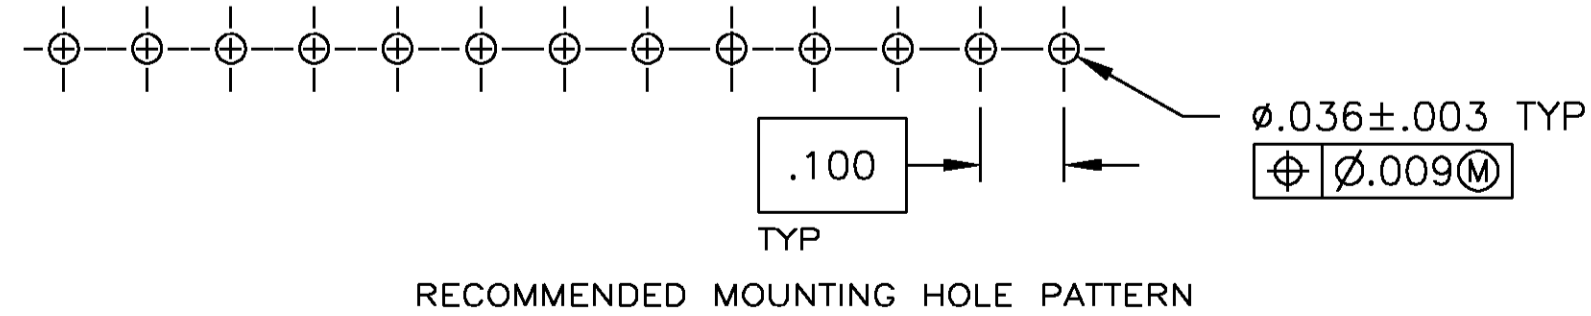 ⌀.036±.003 TYP
⌖ ⌀.009Ⓜ
.100
TYP
RECOMMENDED MOUNTING HOLE PATTERN